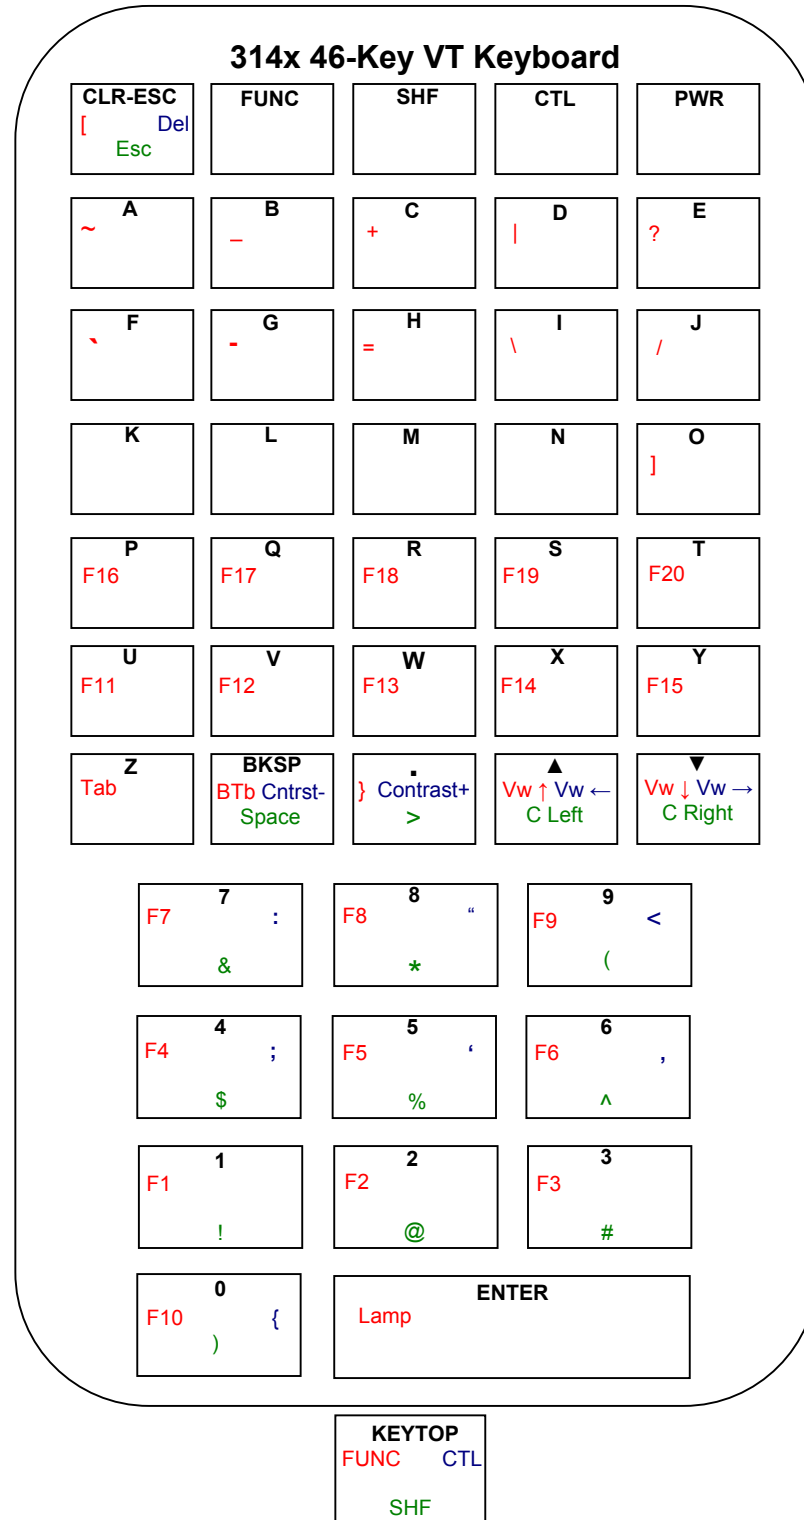 314x 46-Key VT Keyboard
CLR-ESC FUNC SHF CTL PWR
[ Del
Esc
A B C D E
~ _ + | ?
F G H I J
` - = \ /
K L M N O
]
P Q R S T
F16 F17 F18 F19 F20
U V W X Y
F11 F12 F13 F14 F15
Z BKSP . ▲ ▼
Tab BTb Cntrst- } Contrast+ Vw ↑ Vw ← Vw ↓ Vw →
Space > C Left C Right
7 8 9
F7 : F8 “ F9 <
& * (
4 5 6
F4 ; F5 ‘ F6 ,
$ % ^
1 2 3
F1 F2 F3
! @ #
0 ENTER
F10 { Lamp
)
KEYTOP
FUNC CTL
SHF